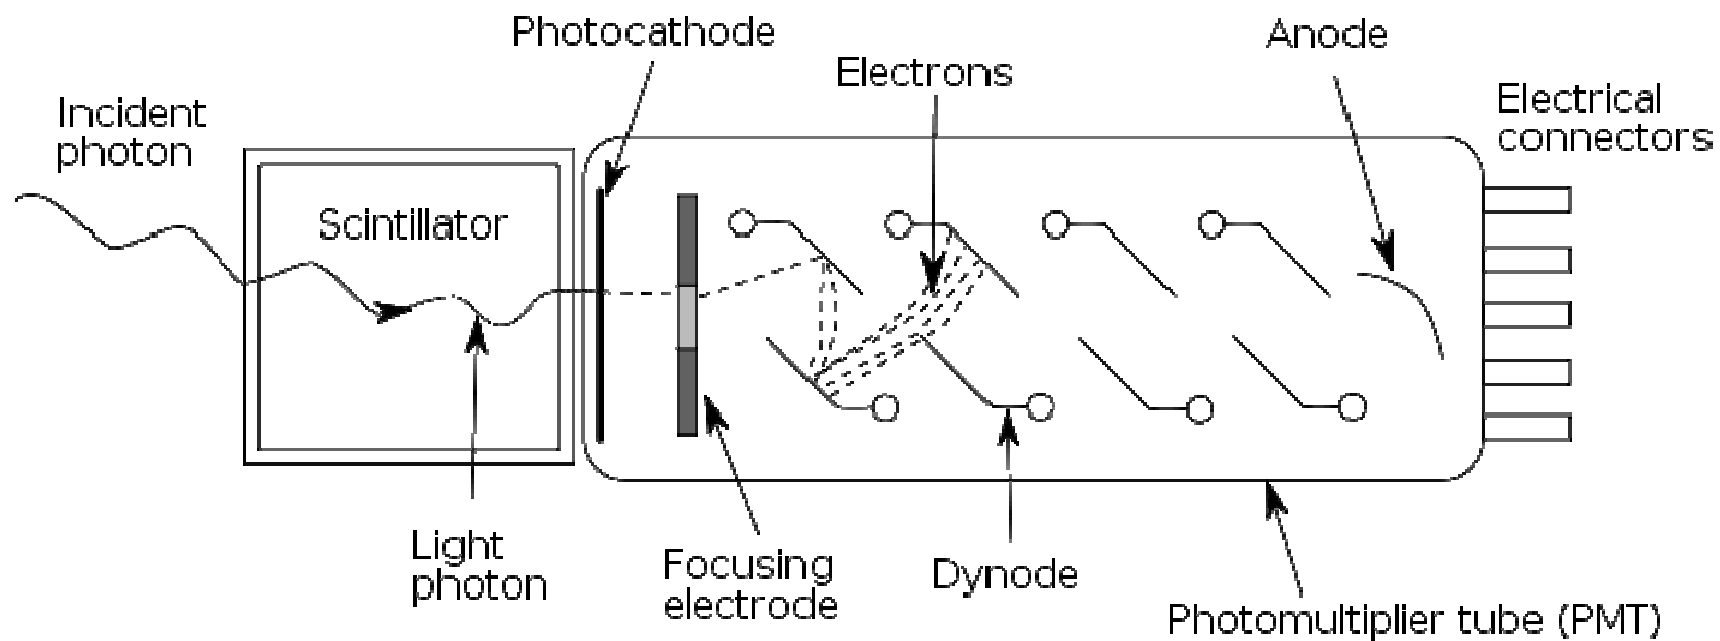 Photocathode
Anode
Electrons
Incident
photon
Electrical
connectors
Scintillator
Light
photon
Focusing
electrode
Dynode
Photomultiplier tube (PMT)